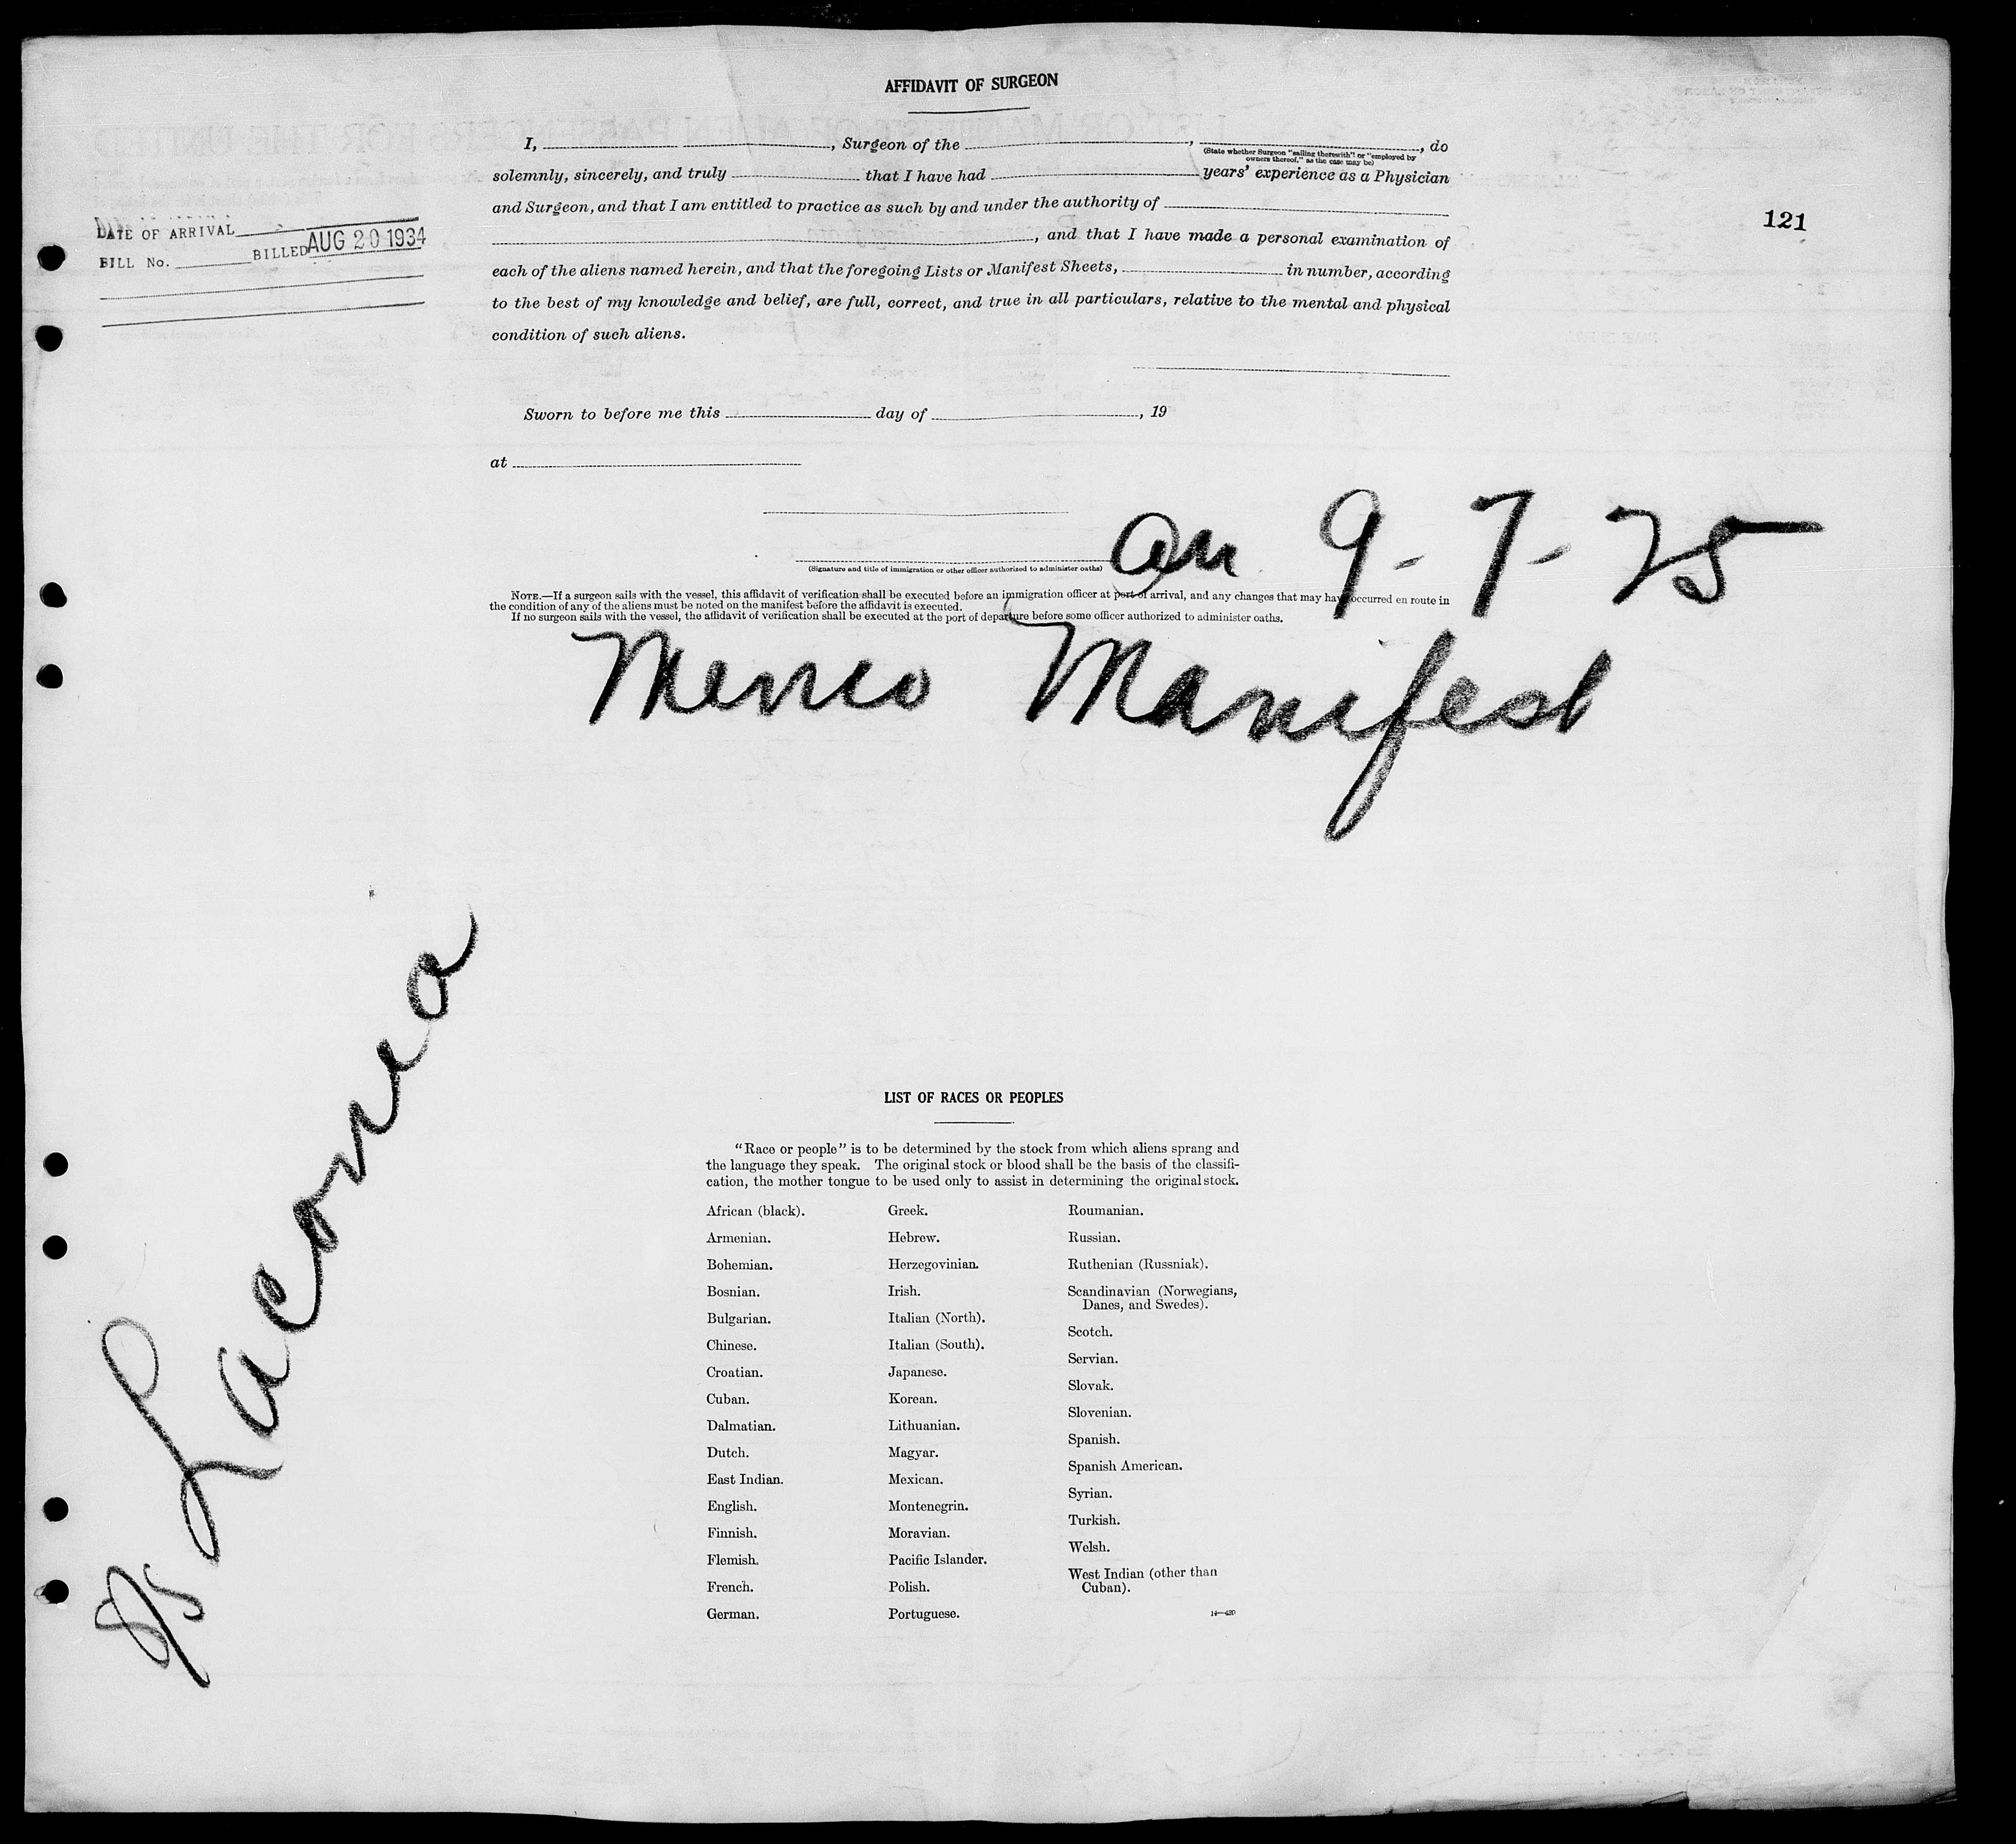 AFFIDAVIT OF SURGEON
I, , Surgeon of the , , do
(State whether Surgeon "sailing therewith" or "employed by
owners thereof," as the case may be)
solemnly, sincerely, and truly that I have had years' experience as a Physician
and Surgeon, and that I am entitled to practice as such by and under the authority of
, and that I have made a personal examination of
each of the aliens named herein, and that the foregoing Lists or Manifest Sheets, in number, according
to the best of my knowledge and belief, are full, correct, and true in all particulars, relative to the mental and physical
condition of such aliens.
DATE OF ARRIVAL
BILL No. BILLED AUG 20 1934
121
Sworn to before me this day of , 19
at
(Signature and title of immigration or other officer authorized to administer oaths)
9-7-25
NOTE.—If a surgeon sails with the vessel, this affidavit of verification shall be executed before an immigration officer at port of arrival, and any changes that may have occurred en route in
the condition of any of the aliens must be noted on the manifest before the affidavit is executed.
If no surgeon sails with the vessel, the affidavit of verification shall be executed at the port of departure before some officer authorized to administer oaths.
Memo Manifest
S/S Laconia
LIST OF RACES OR PEOPLES
"Race or people" is to be determined by the stock from which aliens sprang and
the language they speak. The original stock or blood shall be the basis of the classifi-
cation, the mother tongue to be used only to assist in determining the original stock.
African (black).
Armenian.
Bohemian.
Bosnian.
Bulgarian.
Chinese.
Croatian.
Cuban.
Dalmatian.
Dutch.
East Indian.
English.
Finnish.
Flemish.
French.
German.
Greek.
Hebrew.
Herzegovinian.
Irish.
Italian (North).
Italian (South).
Japanese.
Korean.
Lithuanian.
Magyar.
Mexican.
Montenegrin.
Moravian.
Pacific Islander.
Polish.
Portuguese.
Roumanian.
Russian.
Ruthenian (Russniak).
Scandinavian (Norwegians,
Danes, and Swedes).
Scotch.
Servian.
Slovak.
Slovenian.
Spanish.
Spanish American.
Syrian.
Turkish.
Welsh.
West Indian (other than
Cuban).
14—420